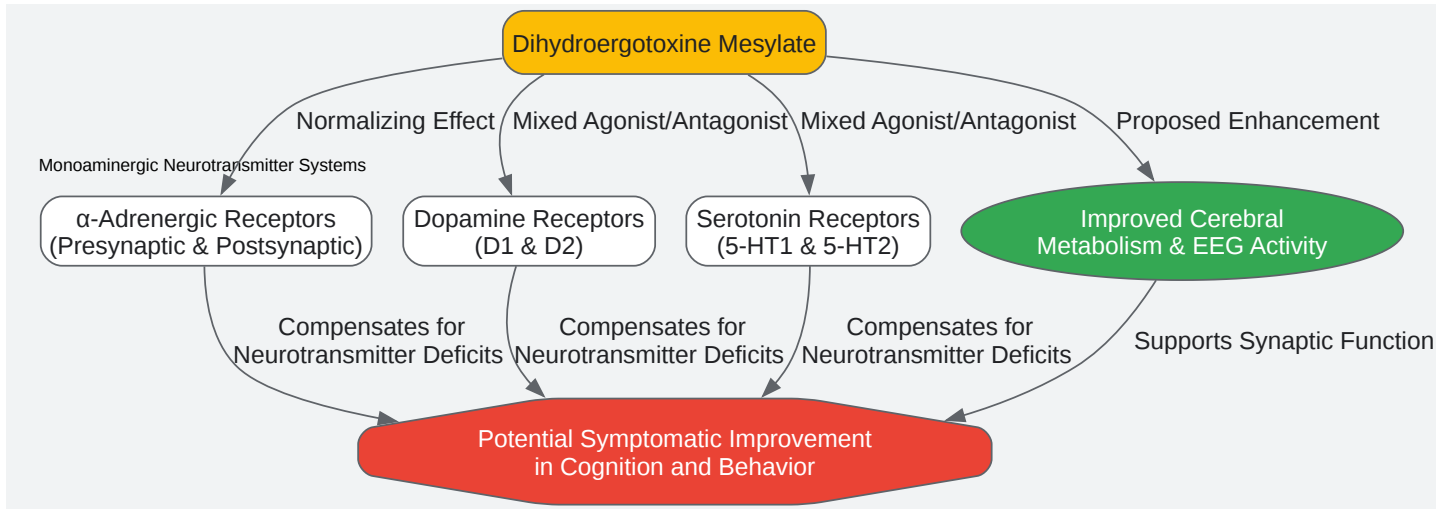 Dihydroergotoxine Mesylate
Normalizing Effect
Mixed Agonist/Antagonist
Mixed Agonist/Antagonist
Proposed Enhancement
Monoaminergic Neurotransmitter Systems
α-Adrenergic Receptors
(Presynaptic & Postsynaptic)
Dopamine Receptors
(D1 & D2)
Serotonin Receptors
(5-HT1 & 5-HT2)
Improved Cerebral
Metabolism & EEG Activity
Compensates for
Neurotransmitter Deficits
Compensates for
Neurotransmitter Deficits
Compensates for
Neurotransmitter Deficits
Supports Synaptic Function
Potential Symptomatic Improvement
in Cognition and Behavior